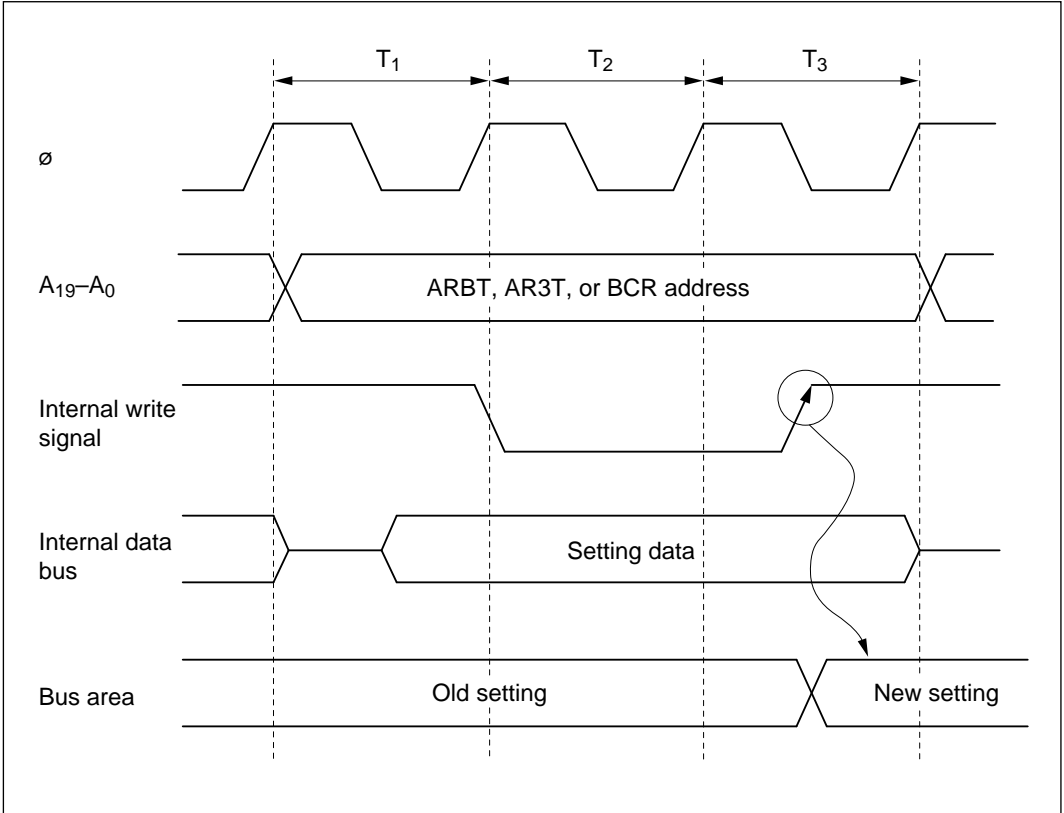 T1 T2 T3
ø
A19–A0
ARBT, AR3T, or BCR address
Internal write
signal
Internal data
bus
Setting data
Bus area
Old setting
New setting